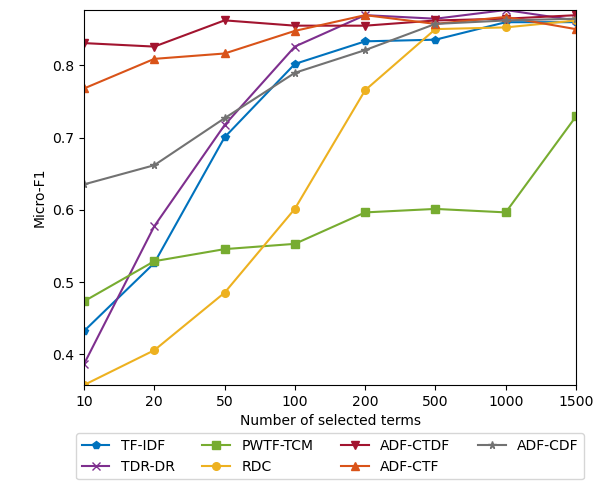 0.8
0.7
0.6
0.5
0.4
Micro-F1
10 20 50 100 200 500 1000 1500
Number of selected terms
TF-IDF PWTF-TCM ADF-CTDF ADF-CDF
TDR-DR RDC ADF-CTF